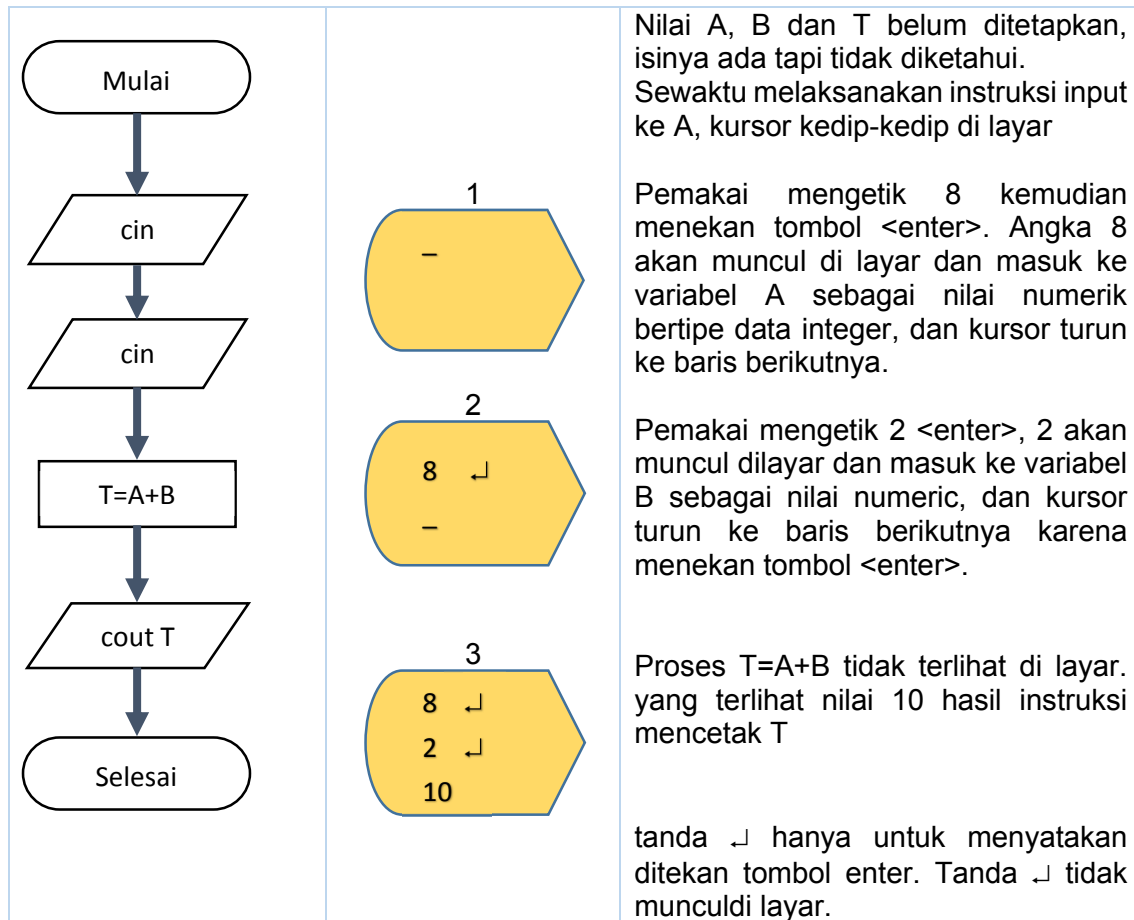 Mulai
cin
cin
T=A+B
cout T
Selesai
1
–
2
8 ↵
–
3
8 ↵
2 ↵
10
Nilai A, B dan T belum ditetapkan,
isinya ada tapi tidak diketahui.
Sewaktu melaksanakan instruksi input
ke A, kursor kedip-kedip di layar
Pemakai mengetik 8 kemudian
menekan tombol <enter>. Angka 8
akan muncul di layar dan masuk ke
variabel A sebagai nilai numerik
bertipe data integer, dan kursor turun
ke baris berikutnya.
Pemakai mengetik 2 <enter>, 2 akan
muncul dilayar dan masuk ke variabel
B sebagai nilai numeric, dan kursor
turun ke baris berikutnya karena
menekan tombol <enter>.
Proses T=A+B tidak terlihat di layar.
yang terlihat nilai 10 hasil instruksi
mencetak T
tanda ↵ hanya untuk menyatakan
ditekan tombol enter. Tanda ↵ tidak
munculdi layar.